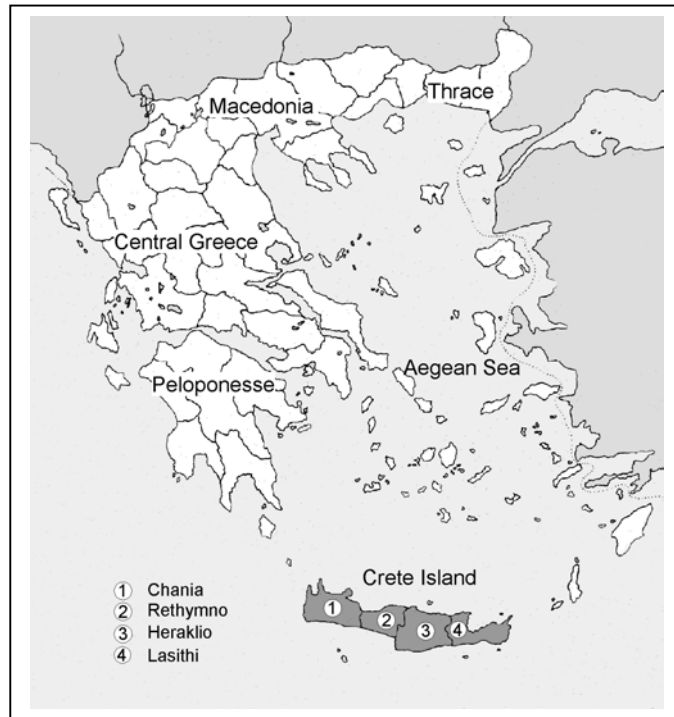 Thrace
Macedonia
Central Greece
Aegean Sea
Peloponesse
Crete Island
1 Chania
2 Rethymno
3 Heraklio
4 Lasithi
1
2
3
4